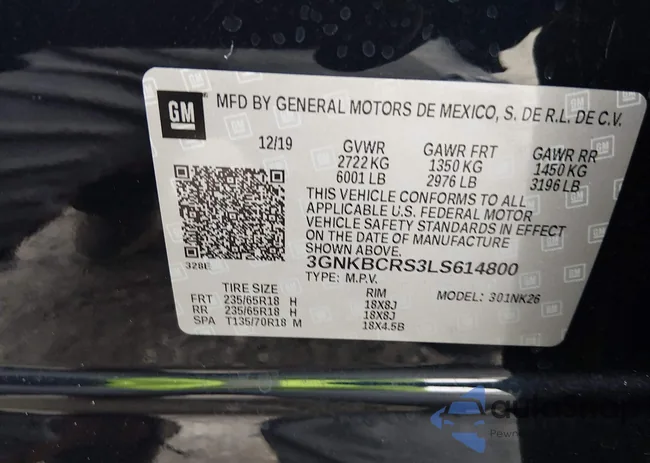 GM MFD BY GENERAL MOTORS DE MEXICO, S. DE R.L. DE C.V.
12/19 GVWR GAWR FRT GAWR RR
2722 KG 1350 KG 1450 KG
6001 LB 2976 LB 3196 LB
THIS VEHICLE CONFORMS TO ALL
APPLICABLE U.S. FEDERAL MOTOR
VEHICLE SAFETY STANDARDS IN EFFECT
ON THE DATE OF MANUFACTURE
SHOWN ABOVE.
328E 3GNKBCRS3LS614800
TYPE: M.P.V.
TIRE SIZE RIM MODEL: 301NK26
FRT 235/65R18 H 18X8J
RR 235/65R18 H 18X8J
SPA T135/70R18 M 18X4.5B
Powe